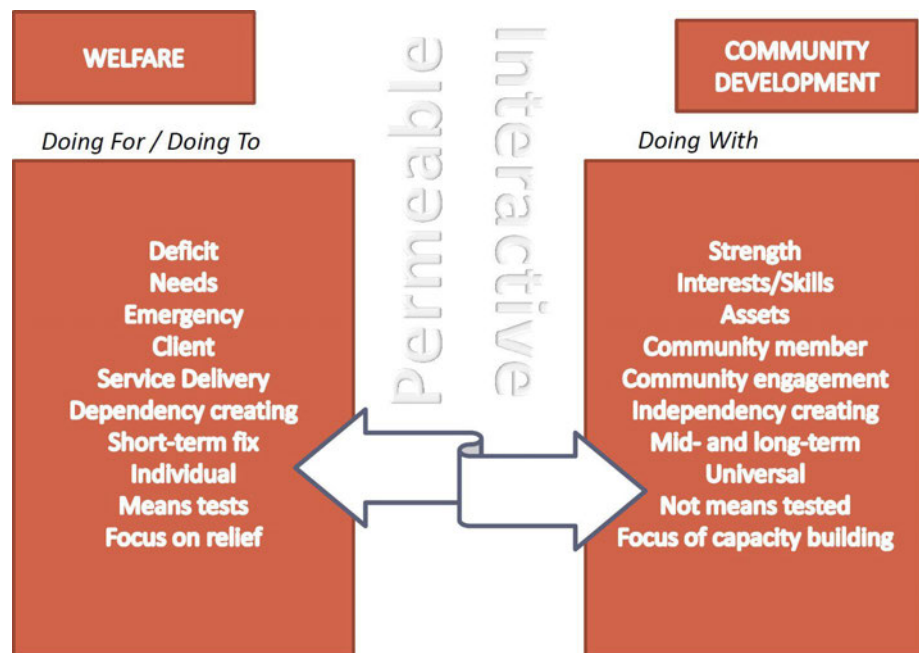 WELFARE
Permeable
Interactive
COMMUNITY
DEVELOPMENT
Doing For / Doing To
Doing With
Deficit
Needs
Emergency
Client
Service Delivery
Dependency creating
Short-term fix
Individual
Means tests
Focus on relief
Strength
Interests/Skills
Assets
Community member
Community engagement
Independency creating
Mid- and long-term
Universal
Not means tested
Focus of capacity building